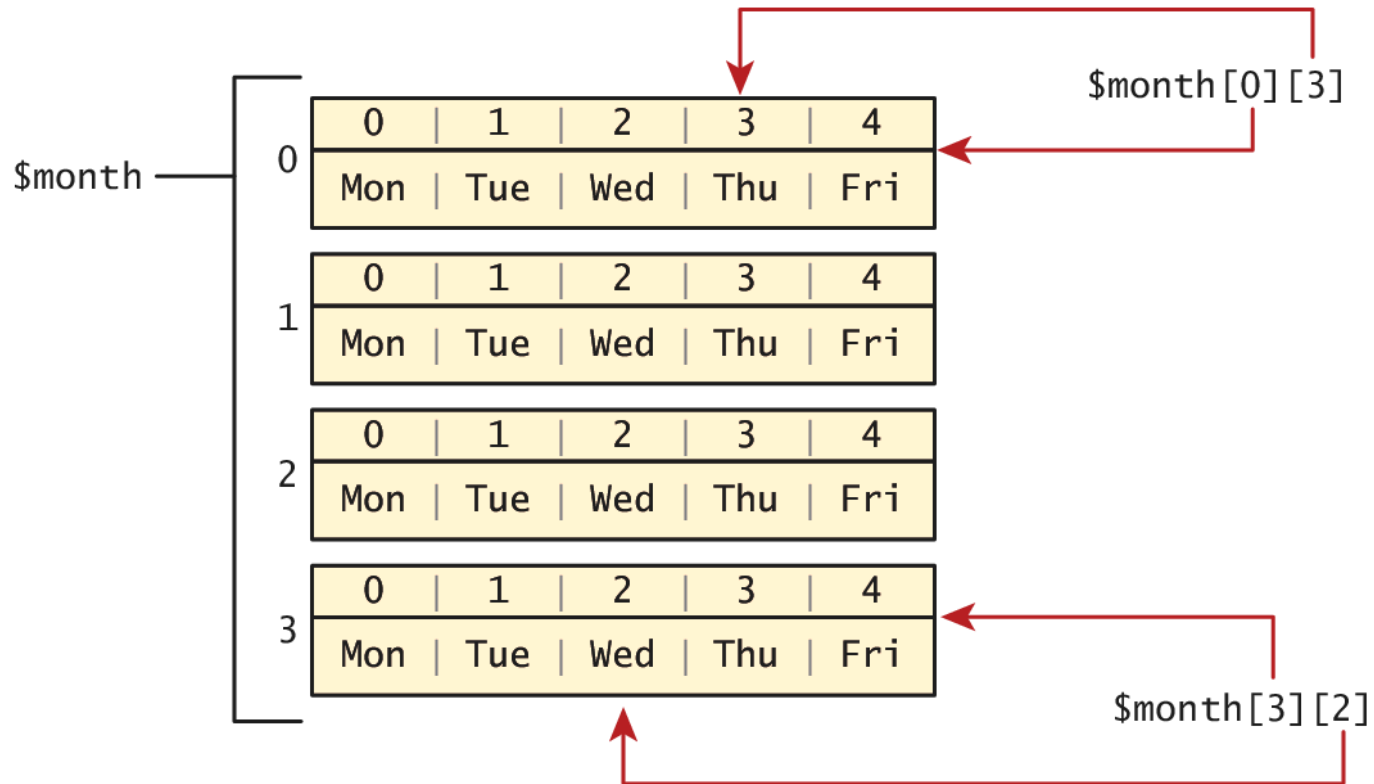 $month[0][3]
0 | 1 | 2 | 3 | 4
0
$month
Mon | Tue | Wed | Thu | Fri
0 | 1 | 2 | 3 | 4
1
Mon | Tue | Wed | Thu | Fri
0 | 1 | 2 | 3 | 4
2
Mon | Tue | Wed | Thu | Fri
0 | 1 | 2 | 3 | 4
3
Mon | Tue | Wed | Thu | Fri
$month[3][2]